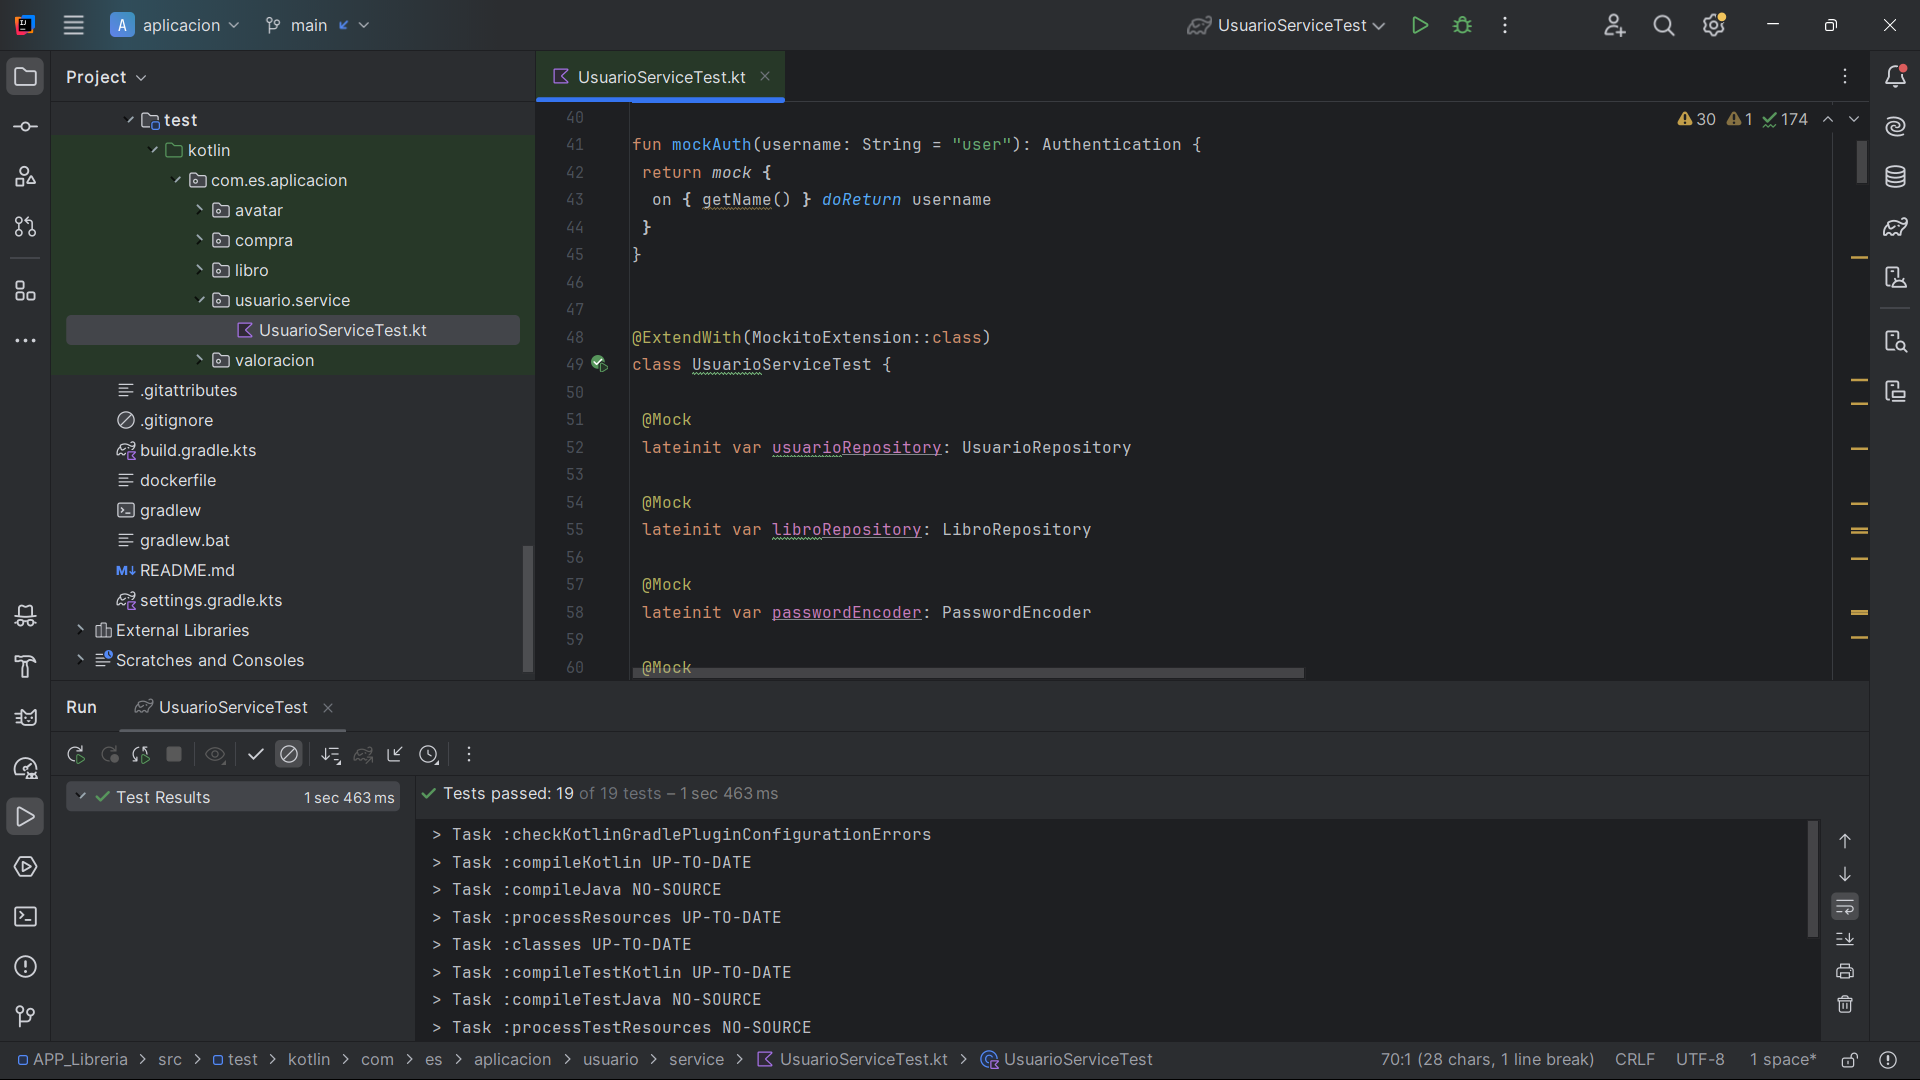 A aplicacion
main
UsuarioServiceTest
Project
UsuarioServiceTest.kt
test
kotlin
com.es.aplicacion
avatar
compra
libro
usuario.service
UsuarioServiceTest.kt
valoracion
.gitattributes
.gitignore
build.gradle.kts
dockerfile
gradlew
gradlew.bat
M↓ README.md
settings.gradle.kts
External Libraries
Scratches and Consoles
30 1 174
40
41 fun mockAuth(username: String = "user"): Authentication {
42 return mock {
43 on { getName() } doReturn username
44 }
45 }
46
47
48 @ExtendWith(MockitoExtension::class)
49 class UsuarioServiceTest {
50
51 @Mock
52 lateinit var usuarioRepository: UsuarioRepository
53
54 @Mock
55 lateinit var libroRepository: LibroRepository
56
57 @Mock
58 lateinit var passwordEncoder: PasswordEncoder
59
60 @Mock
Run
UsuarioServiceTest
Test Results 1 sec 463 ms
Tests passed: 19 of 19 tests – 1 sec 463 ms
> Task :checkKotlinGradlePluginConfigurationErrors
> Task :compileKotlin UP-TO-DATE
> Task :compileJava NO-SOURCE
> Task :processResources UP-TO-DATE
> Task :classes UP-TO-DATE
> Task :compileTestKotlin UP-TO-DATE
> Task :compileTestJava NO-SOURCE
> Task :processTestResources NO-SOURCE
APP_Libreria > src > test > kotlin > com > es > aplicacion > usuario > service > UsuarioServiceTest.kt > UsuarioServiceTest
70:1 (28 chars, 1 line break) CRLF UTF-8 1 space*